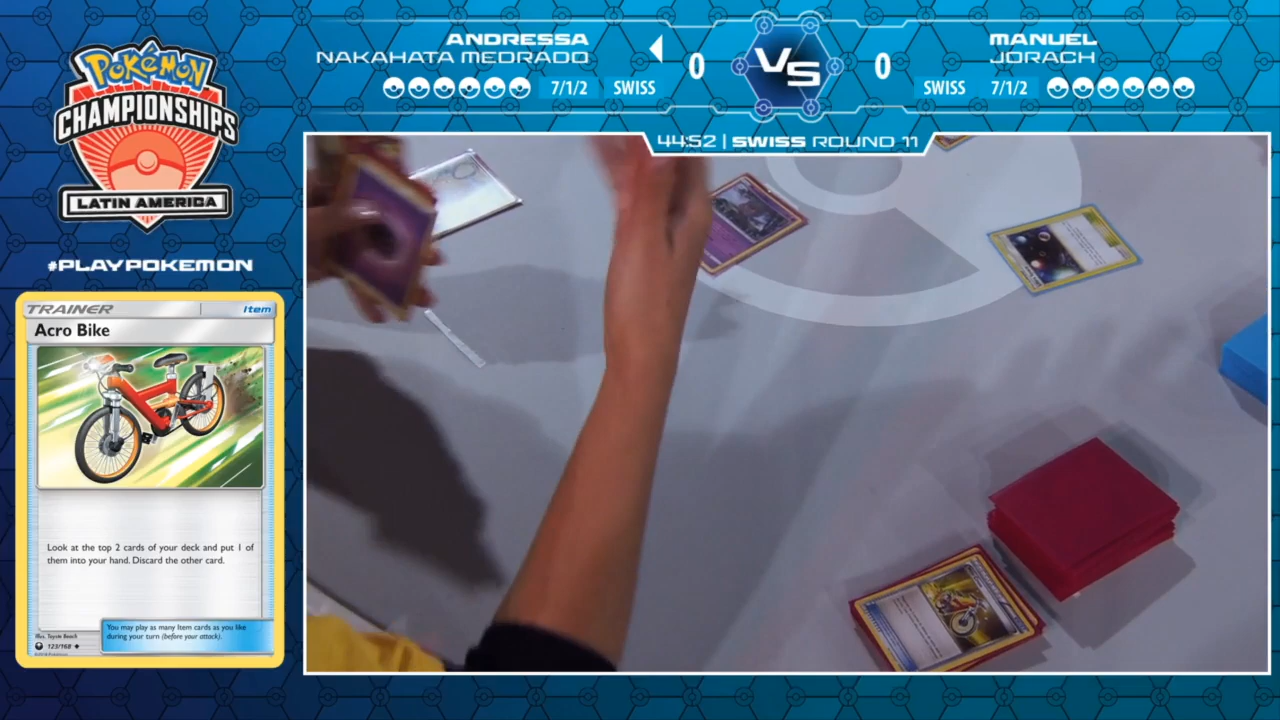 POKÉMON
CHAMPIONSHIPS
LATIN AMERICA
#PLAYPOKEMON
ANDRESSA
NAKAHATA MEDRADO
0
7/1/2 SWISS
VS
MANUEL
JORACH
0
SWISS 7/1/2
44:52 | SWISS ROUND 11
TRAINER Item
Acro Bike
Look at the top 2 cards of your deck and put 1 of
them into your hand. Discard the other card.
You may play as many Item cards as you like
during your turn (before your attack).
123/168